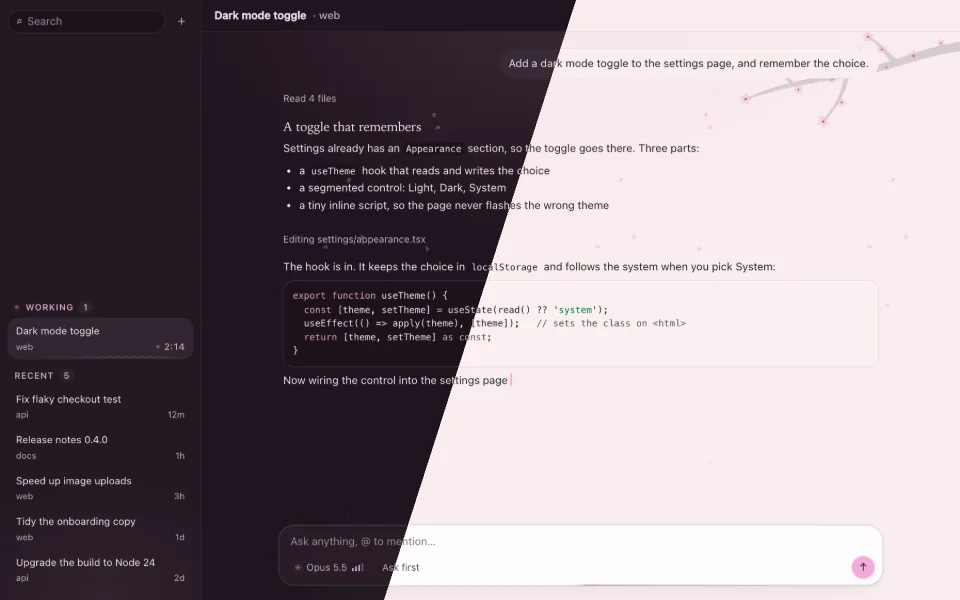 Search
+
WORKING 1
Dark mode toggle
web 2:14
RECENT 5
Fix flaky checkout test
api 12m
Release notes 0.4.0
docs 1h
Speed up image uploads
web 3h
Tidy the onboarding copy
web 1d
Upgrade the build to Node 24
api 2d
Dark mode toggle · web
Add a dark mode toggle to the settings page, and remember the choice.
Read 4 files
A toggle that remembers
Settings already has an Appearance section, so the toggle goes there. Three parts:
• a useTheme hook that reads and writes the choice
• a segmented control: Light, Dark, System
• a tiny inline script, so the page never flashes the wrong theme
Editing settings/appearance.tsx
The hook is in. It keeps the choice in localStorage and follows the system when you pick System:
export function useTheme() {
  const [theme, setTheme] = useState(read() ?? 'system');
  useEffect(() => apply(theme), [theme]);   // sets the class on <html>
  return [theme, setTheme] as const;
}
Now wiring the control into the settings page
Ask anything, @ to mention…
Opus 5.5 Ask first